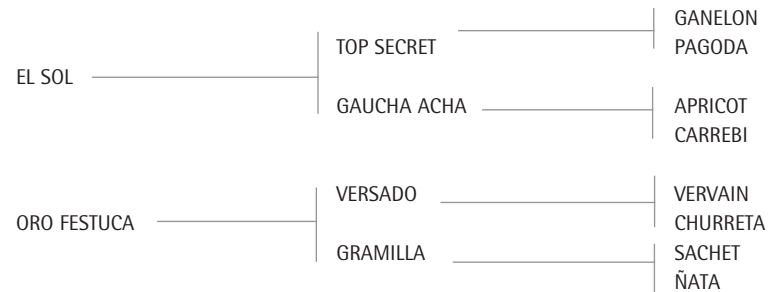 GANELON
TOP SECRET
PAGODA
EL SOL
GAUCHA ACHA
APRICOT
CARREBI
VERSADO
VERVAIN
ORO FESTUCA
CHURRETA
GRAMILLA
SACHET
ÑATA